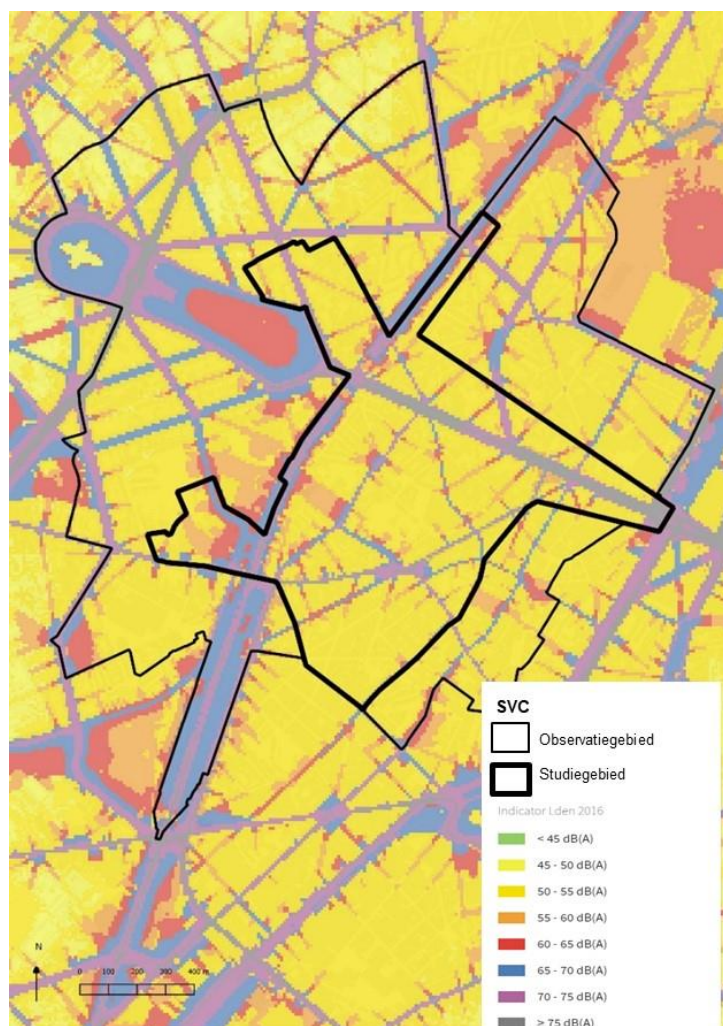 SVC
Observatiegebied
Studiegebied
Indicator Lden 2016
< 45 dB(A)
45 - 50 dB(A)
50 - 55 dB(A)
55 - 60 dB(A)
60 - 65 dB(A)
65 - 70 dB(A)
70 - 75 dB(A)
> 75 dB(A)
N
0 100 200 300 400 m